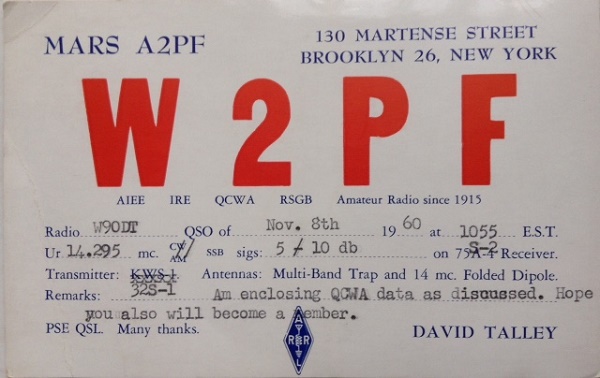 MARS A2PF
130 MARTENSE STREET
BROOKLYN 26, NEW YORK
W2PF
AIEE IRE QCWA RSGB Amateur Radio since 1915
Radio W9ODT QSO of Nov. 8th 1960 at 1055 E.S.T.
Ur 14.295 mc. CW/AM SSB sigs: 5 - 10 db on 75A-4 S-2 Receiver.
Transmitter: KWS-1 Antennas: Multi-Band Trap and 14 mc. Folded Dipole.
32S-1
Remarks: Am enclosing QCWA data as discussed. Hope
you also will become a member.
PSE QSL. Many thanks.
ARRL
DAVID TALLEY